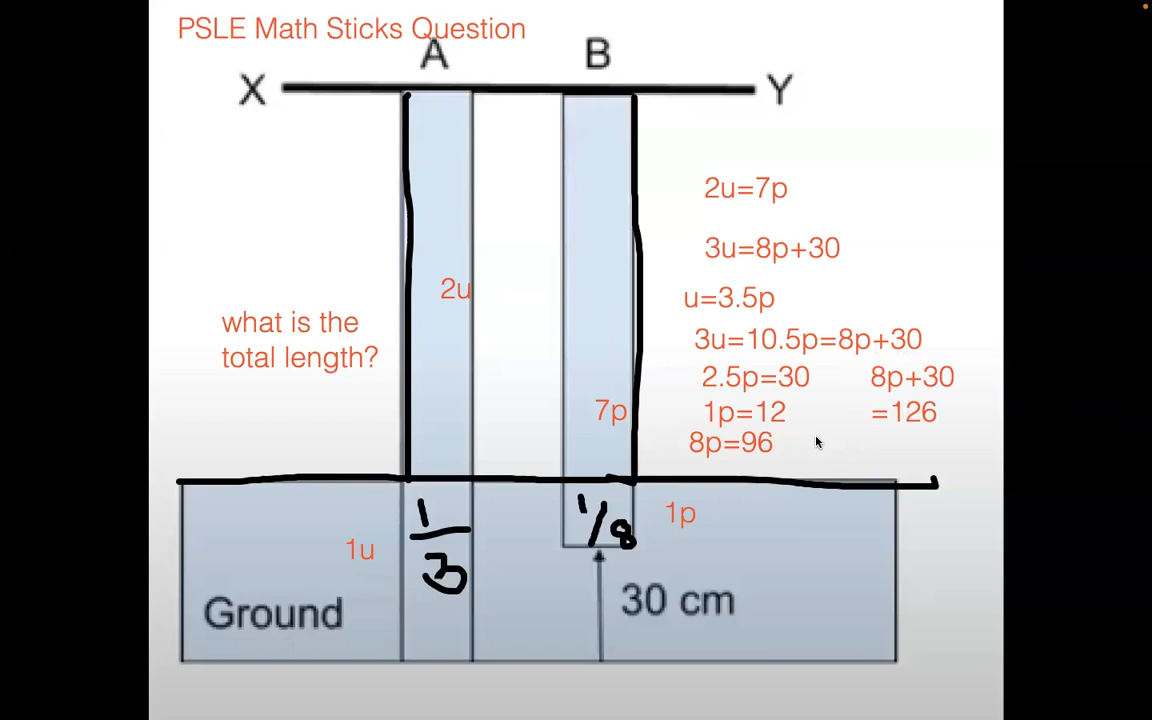 PSLE Math Sticks Question
A
B
X
Y
2u=7p
3u=8p+30
u=3.5p
2u
what is the
total length?
3u=10.5p=8p+30
2.5p=30
8p+30
7p
1p=12
=126
8p=96
1/3
1/8
1p
1u
Ground
30 cm